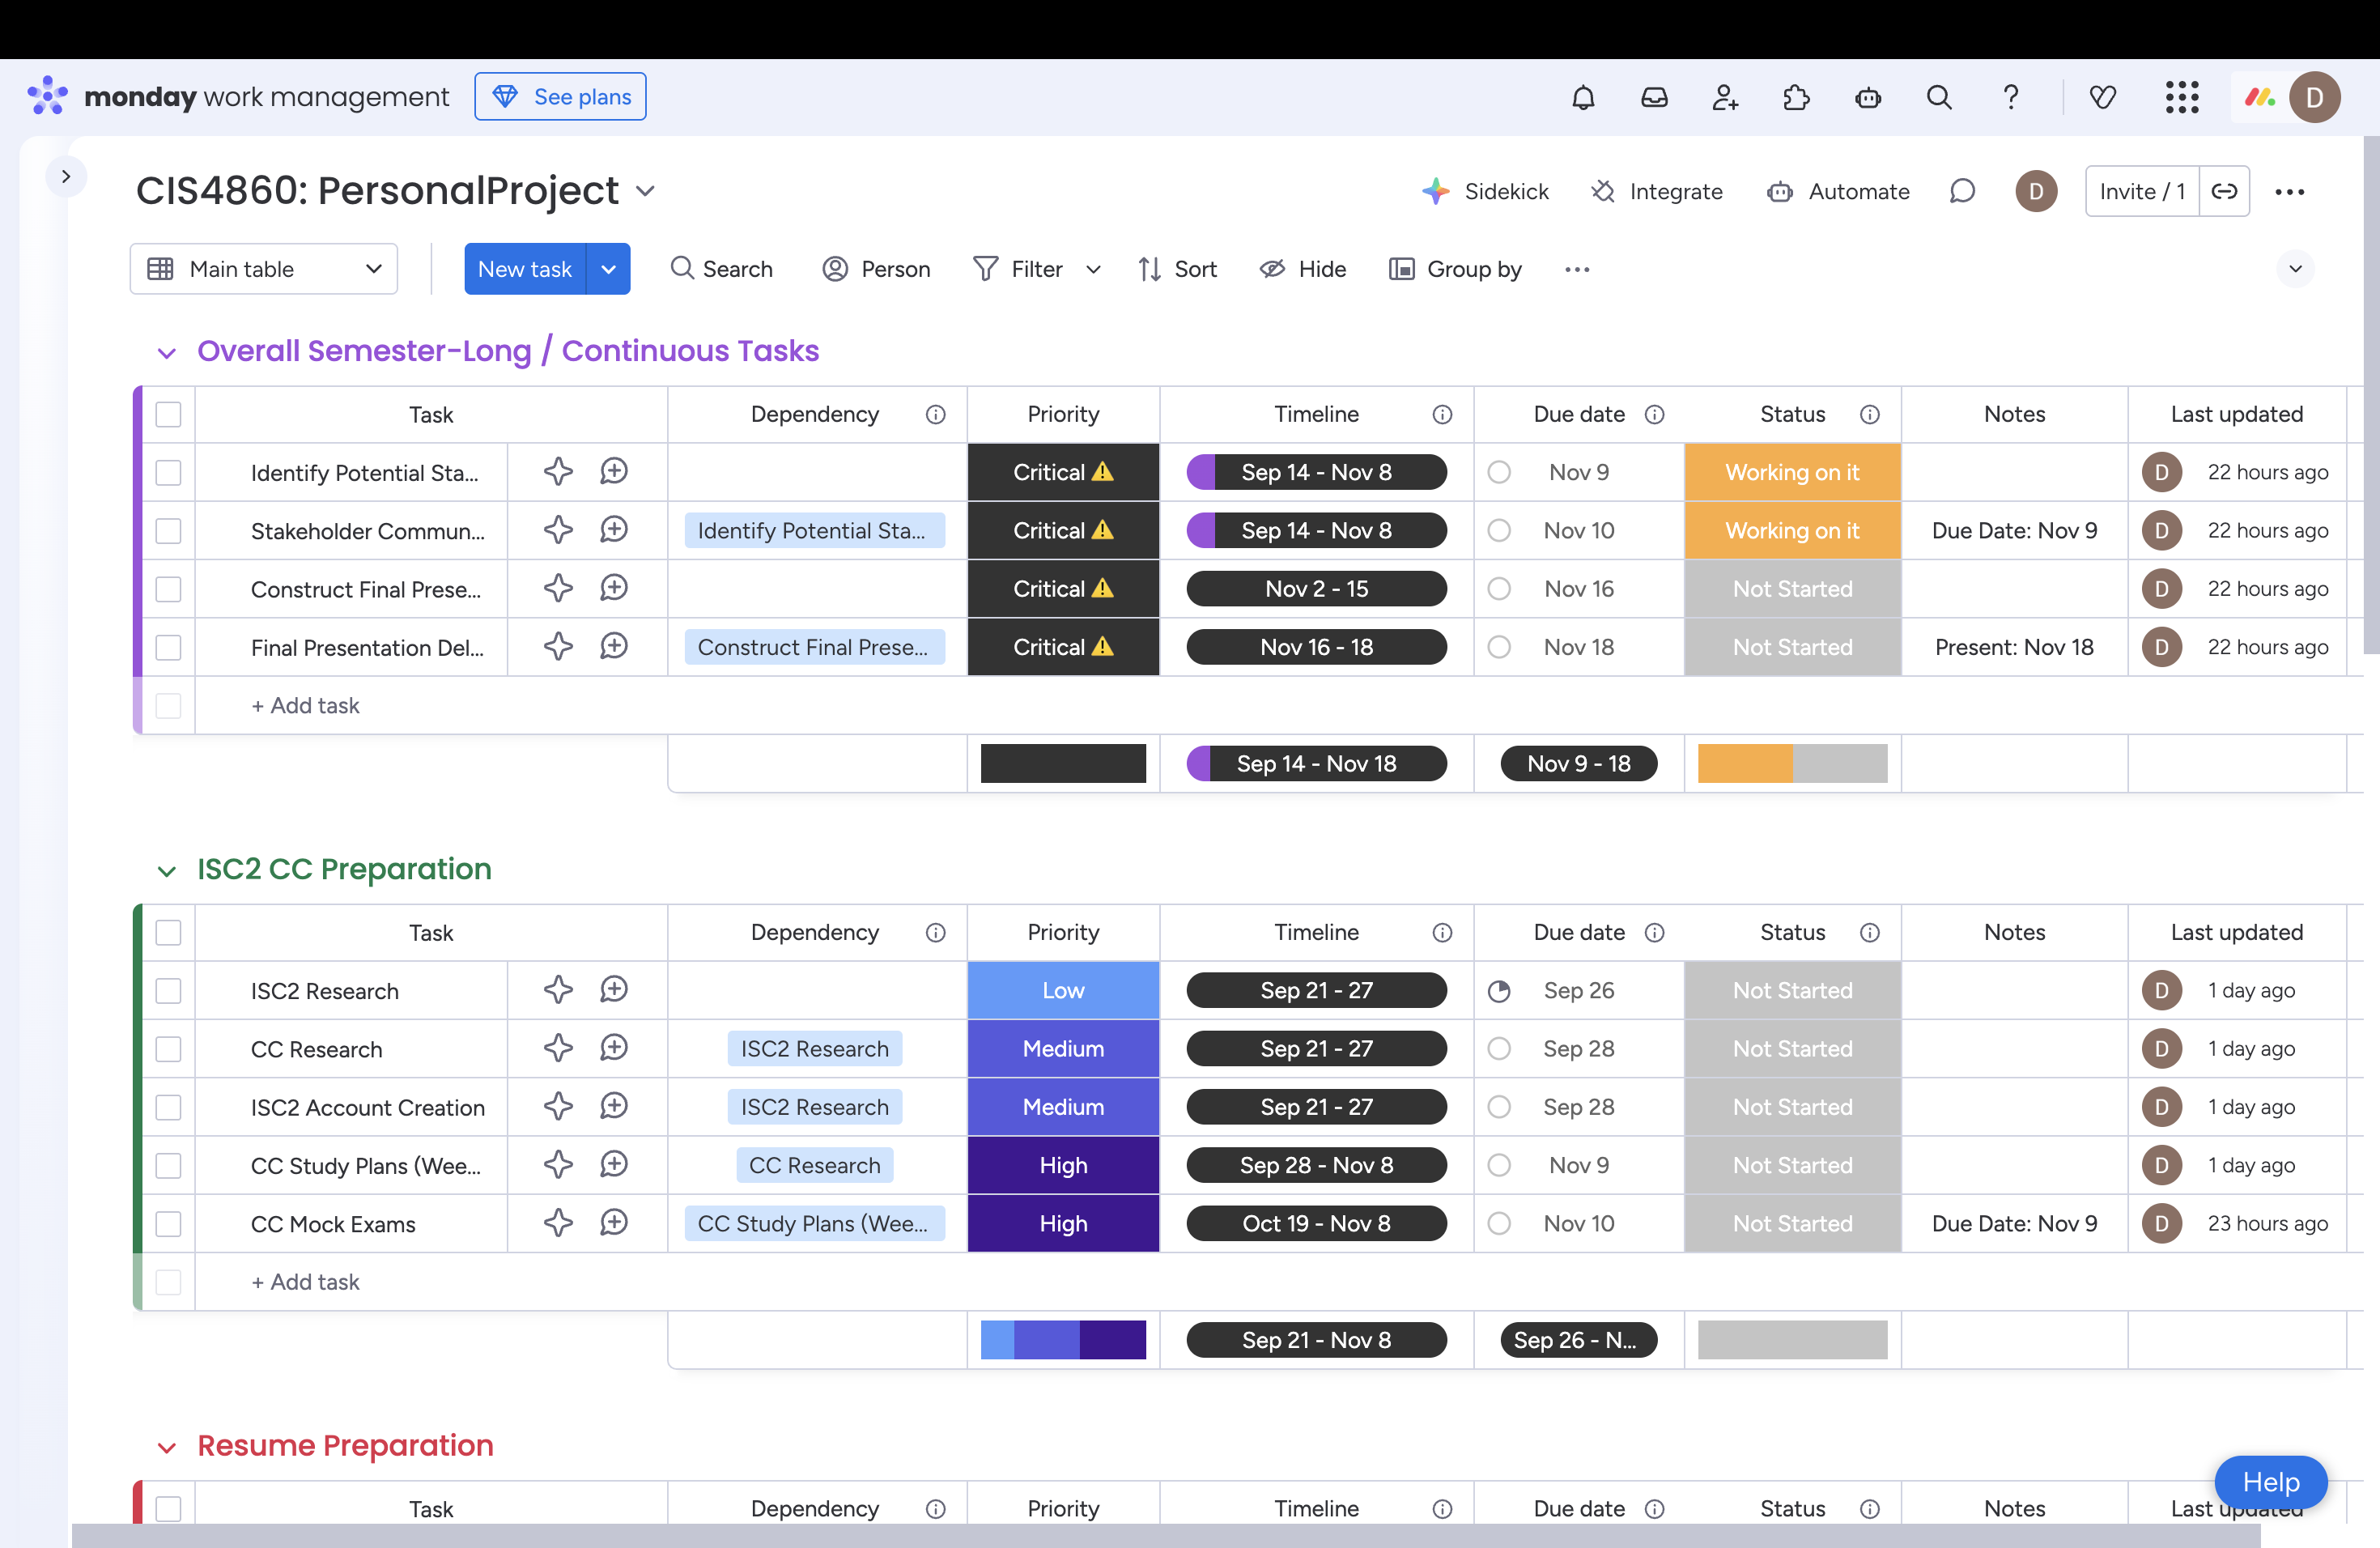 monday work management See plans D
CIS4860: PersonalProject Sidekick Integrate Automate D Invite / 1
Main table New task Search Person Filter Sort Hide Group by
Overall Semester-Long / Continuous Tasks
Task Dependency Priority Timeline Due date Status Notes Last updated
Identify Potential Sta... Critical Sep 14 - Nov 8 Nov 9 Working on it D 22 hours ago
Stakeholder Commun... Identify Potential Sta... Critical Sep 14 - Nov 8 Nov 10 Working on it Due Date: Nov 9 D 22 hours ago
Construct Final Prese... Critical Nov 2 - 15 Nov 16 Not Started D 22 hours ago
Final Presentation Del... Construct Final Prese... Critical Nov 16 - 18 Nov 18 Not Started Present: Nov 18 D 22 hours ago
+ Add task
Sep 14 - Nov 18 Nov 9 - 18
ISC2 CC Preparation
Task Dependency Priority Timeline Due date Status Notes Last updated
ISC2 Research Low Sep 21 - 27 Sep 26 Not Started D 1 day ago
CC Research ISC2 Research Medium Sep 21 - 27 Sep 28 Not Started D 1 day ago
ISC2 Account Creation ISC2 Research Medium Sep 21 - 27 Sep 28 Not Started D 1 day ago
CC Study Plans (Wee... CC Research High Sep 28 - Nov 8 Nov 9 Not Started D 1 day ago
CC Mock Exams CC Study Plans (Wee... High Oct 19 - Nov 8 Nov 10 Not Started Due Date: Nov 9 D 23 hours ago
+ Add task
Sep 21 - Nov 8 Sep 26 - N...
Resume Preparation
Help
Task Dependency Priority Timeline Due date Status Notes Last updated